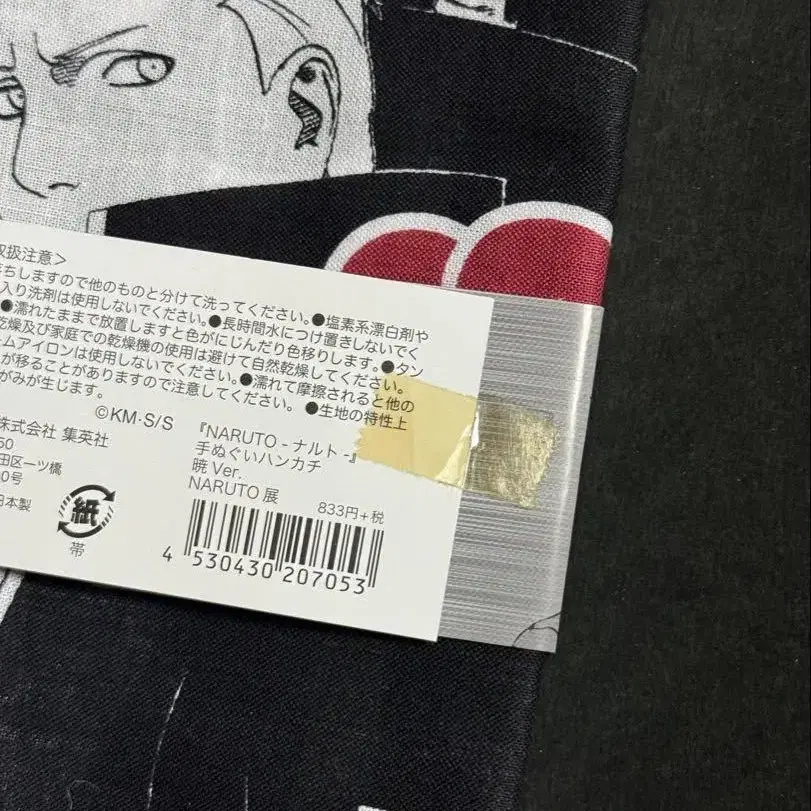 取扱注意＞
落ちしますので他のものと分けて洗ってください。●塩素系漂白剤や
入り洗剤は使用しないでください。●長時間水につけ置きしないでく
●濡れたままで放置しますと色がにじんだり色移りします。●タン
乾燥及び家庭での乾燥機の使用は避けて自然乾燥してください。
ームアイロンは使用しないでください。●濡れて摩擦されると他の
が移ることがありますので注意してください。●生地の特性上
がみが生じます。
©KM･S/S
株式会社 集英社
50
田区一ツ橋
0号
日本製
紙
帯
『NARUTO -ナルト-』
手ぬぐいハンカチ
暁 Ver.
NARUTO 展
833円+税
4 530430 207053